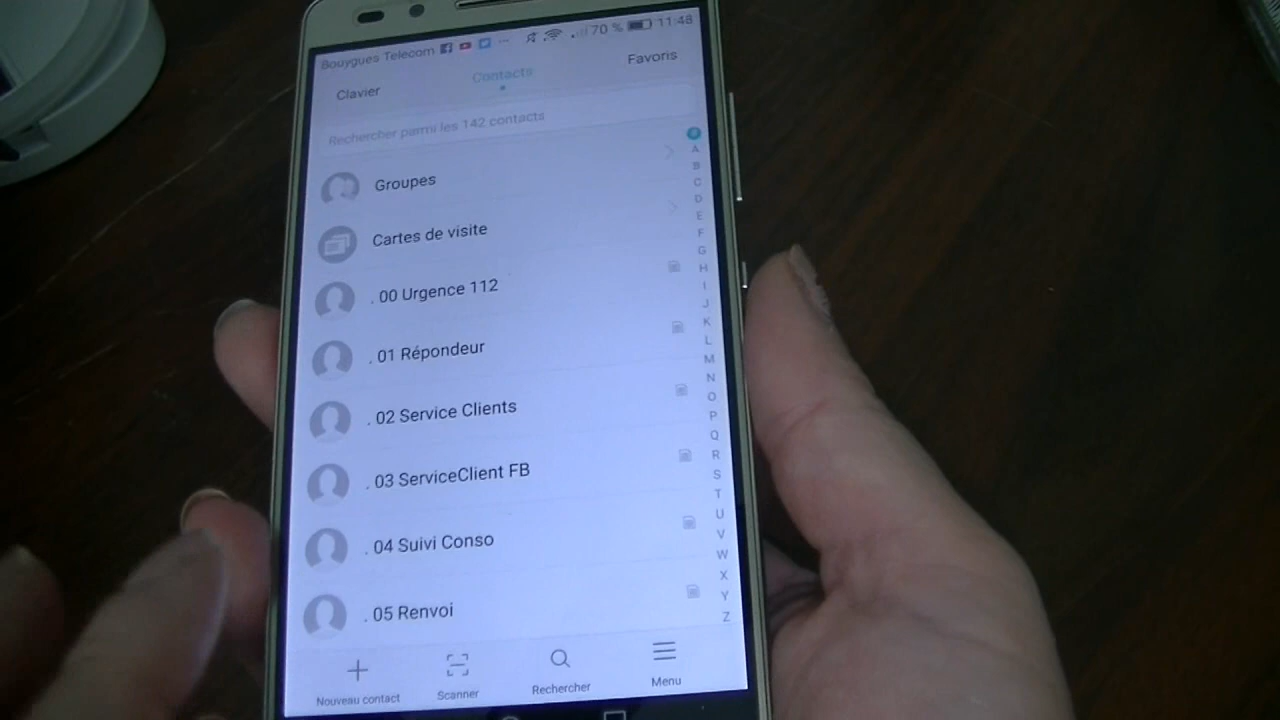 Bouygues Telecom ... 70 % 11:48
Clavier Contacts Favoris
Rechercher parmi les 142 contacts
Groupes
Cartes de visite
. 00 Urgence 112
. 01 Répondeur
. 02 Service Clients
. 03 ServiceClient FB
. 04 Suivi Conso
. 05 Renvoi
A
B
C
D
E
F
G
H
I
J
K
L
M
N
O
P
Q
R
S
T
U
V
W
X
Y
Z
Nouveau contact Scanner Rechercher Menu